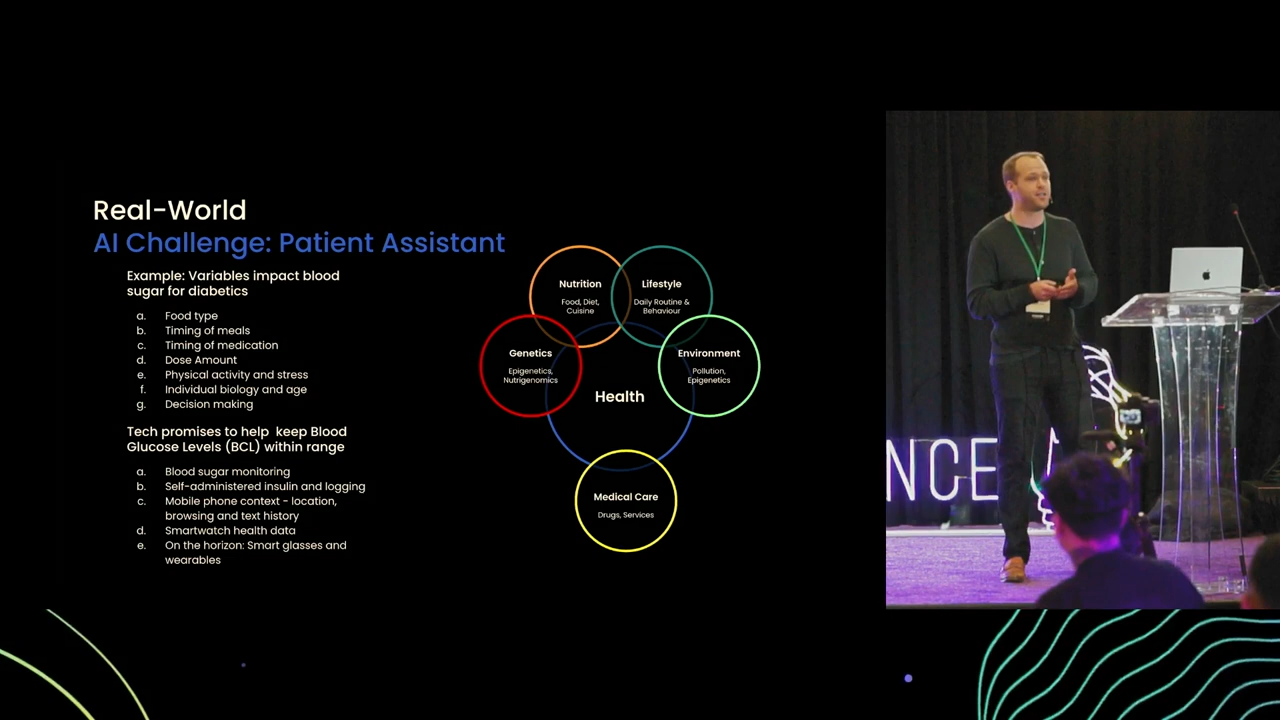 Real-World
AI Challenge: Patient Assistant
Example: Variables impact blood
sugar for diabetics
a. Food type
b. Timing of meals
c. Timing of medication
d. Dose Amount
e. Physical activity and stress
f. Individual biology and age
g. Decision making
Tech promises to help keep Blood
Glucose Levels (BCL) within range
a. Blood sugar monitoring
b. Self-administered insulin and logging
c. Mobile phone context - location,
browsing and text history
d. Smartwatch health data
e. On the horizon: Smart glasses and
wearables
Nutrition
Food, Diet,
Cuisine
Lifestyle
Daily Routine &
Behaviour
Genetics
Epigenetics,
Nutrigenomics
Environment
Pollution,
Epigenetics
Health
Medical Care
Drugs, Services
NCE